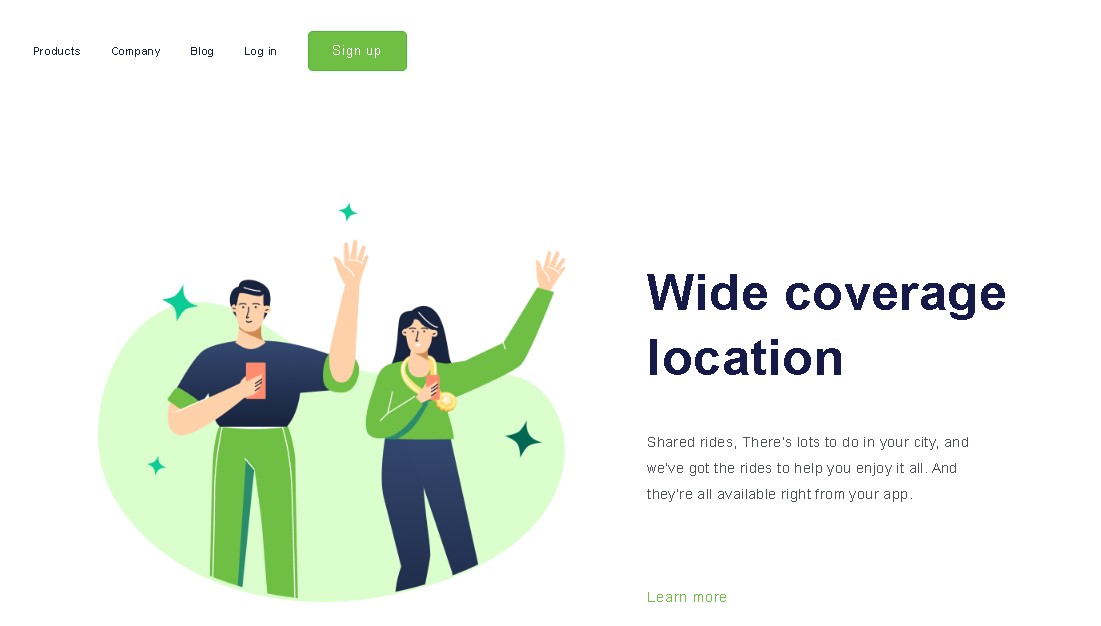 Products Company Blog Log in Sign up
Wide coverage
location
Shared rides, There's lots to do in your city, and
we've got the rides to help you enjoy it all. And
they're all available right from your app.
Learn more